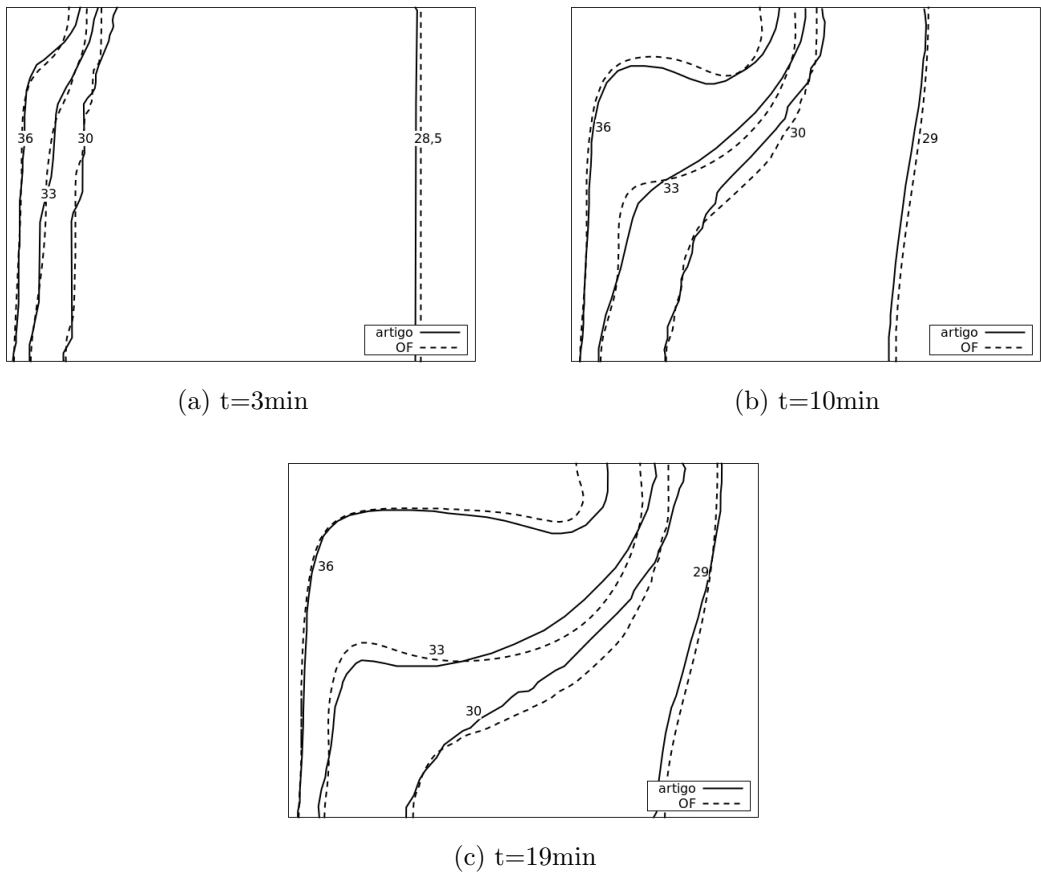 36
30
28,5
33
artigo
OF
(a) t=3min
36
30
29
33
artigo
OF
(b) t=10min
36
29
33
30
artigo
OF
(c) t=19min